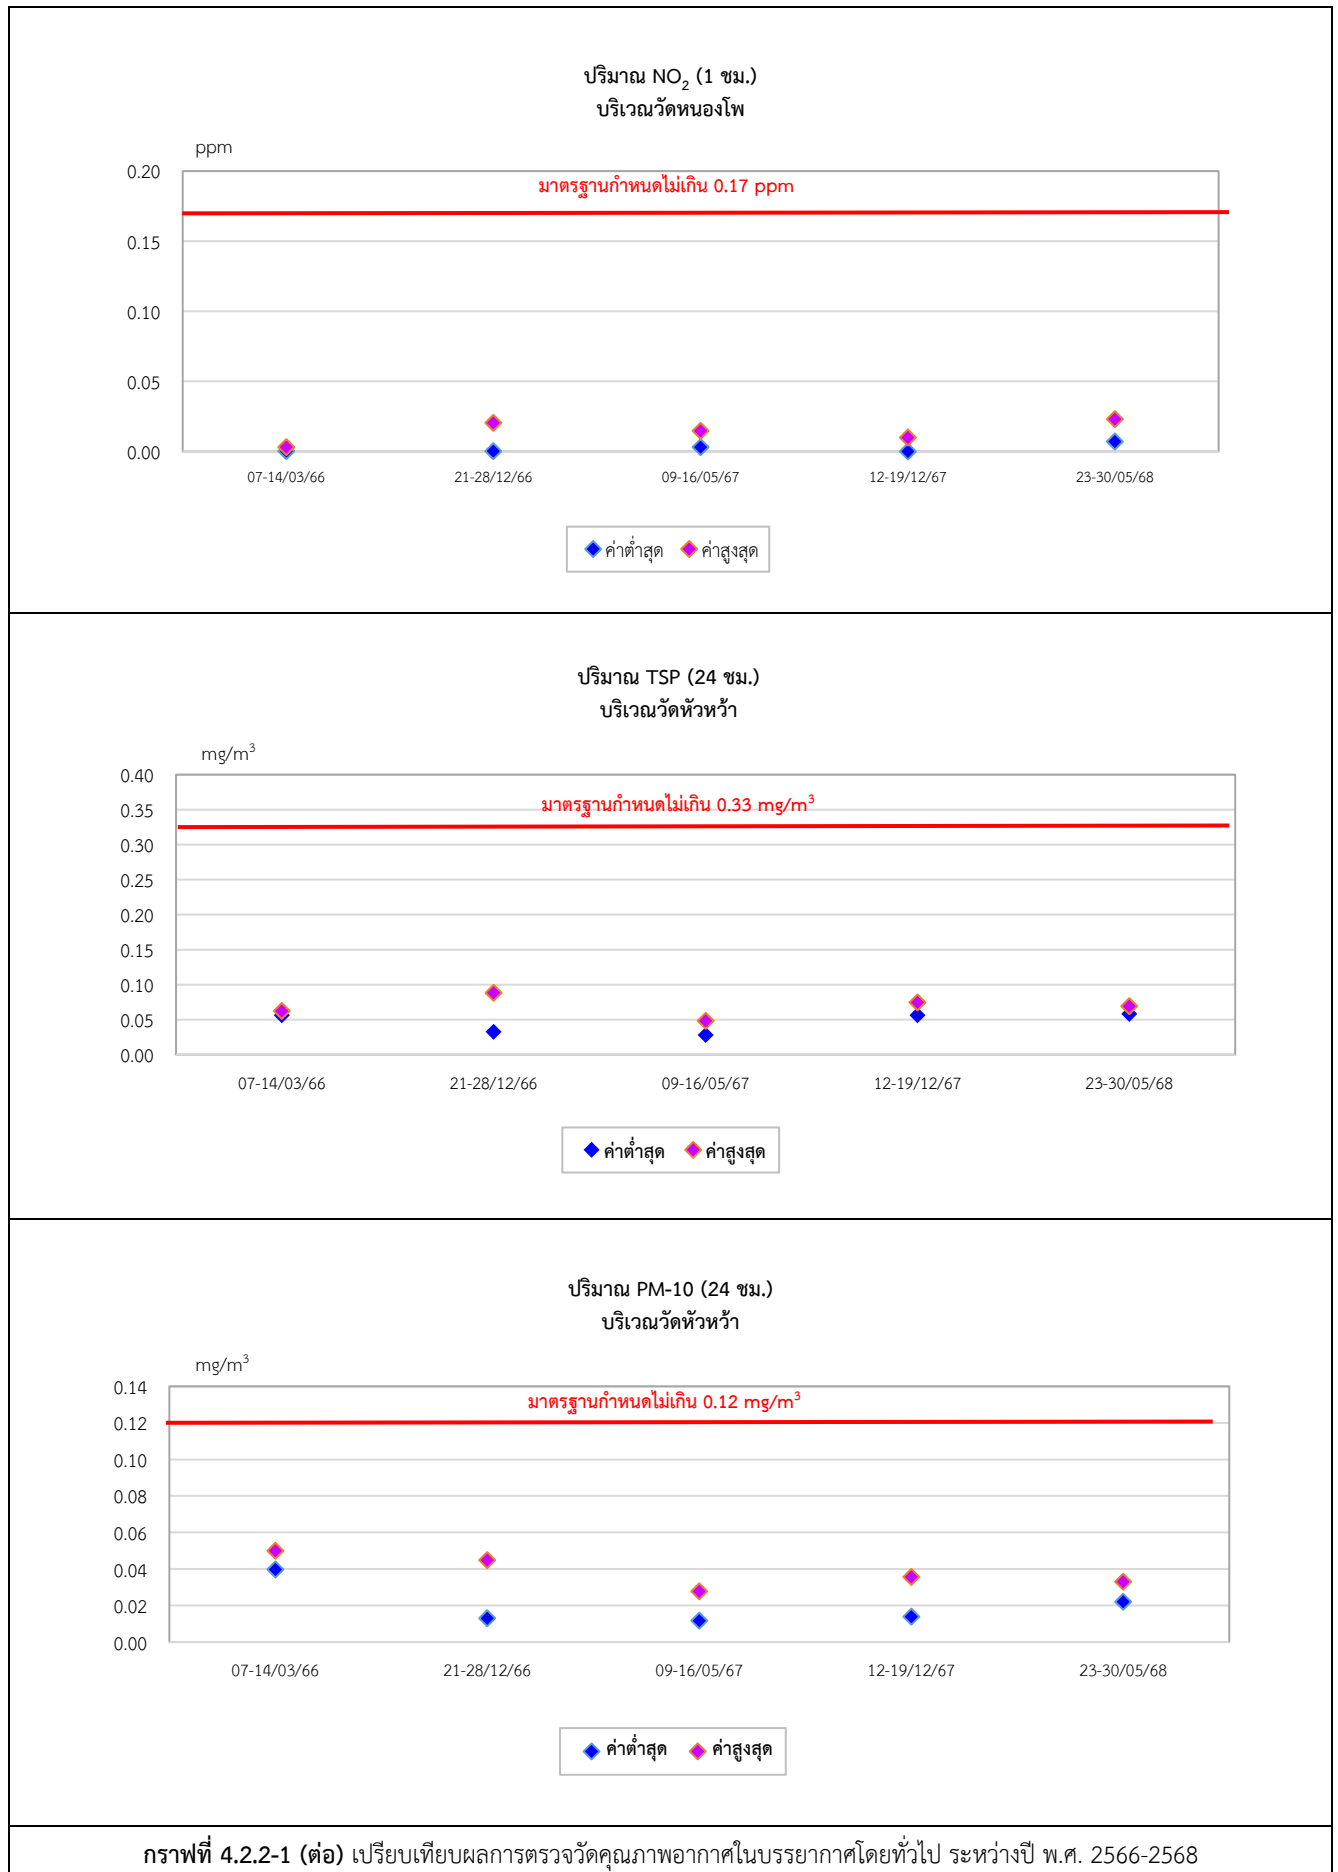 ปริมาณ NO2 (1 ชม.)
บริเวณวัดหนองโพ
ppm
มาตรฐานกำหนดไม่เกิน 0.17 ppm
0.20
0.15
0.10
0.05
0.00
07-14/03/66 21-28/12/66 09-16/05/67 12-19/12/67 23-30/05/68
ค่าต่ำสุด ค่าสูงสุด
ปริมาณ TSP (24 ชม.)
บริเวณวัดหัวหว้า
mg/m3
0.40
มาตรฐานกำหนดไม่เกิน 0.33 mg/m3
0.35
0.30
0.25
0.20
0.15
0.10
0.05
0.00
07-14/03/66 21-28/12/66 09-16/05/67 12-19/12/67 23-30/05/68
ค่าต่ำสุด ค่าสูงสุด
ปริมาณ PM-10 (24 ชม.)
บริเวณวัดหัวหว้า
mg/m3
0.14
มาตรฐานกำหนดไม่เกิน 0.12 mg/m3
0.12
0.10
0.08
0.06
0.04
0.02
0.00
07-14/03/66 21-28/12/66 09-16/05/67 12-19/12/67 23-30/05/68
ค่าต่ำสุด ค่าสูงสุด
กราฟที่ 4.2.2-1 (ต่อ) เปรียบเทียบผลการตรวจวัดคุณภาพอากาศในบรรยากาศโดยทั่วไป ระหว่างปี พ.ศ. 2566-2568